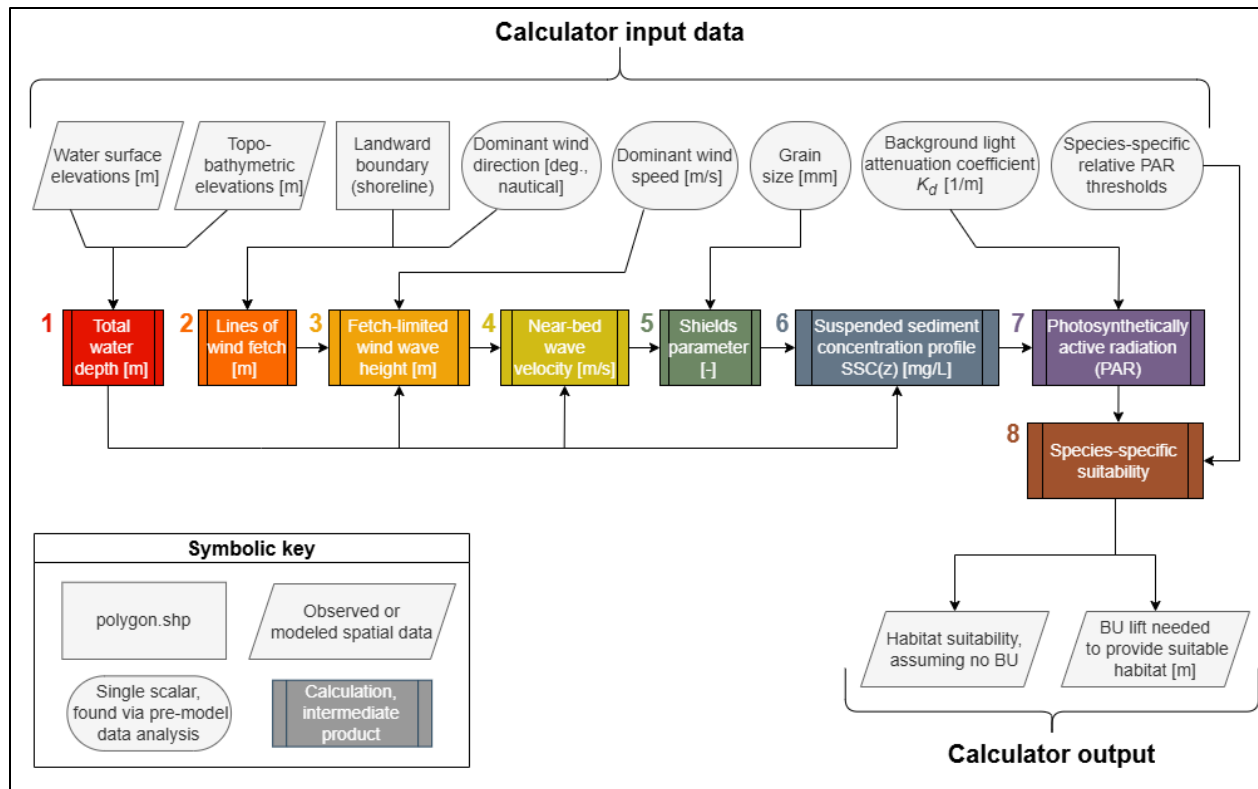 Calculator input data
Water surface
elevations [m]
Topo-
bathymetric
elevations [m]
Landward
boundary
(shoreline)
Dominant wind
direction [deg.,
nautical]
Dominant wind
speed [m/s]
Grain
size [mm]
Background light
attenuation coefficient
K_d [1/m]
Species-specific
relative PAR
thresholds
1
Total
water
depth [m]
2
Lines of
wind fetch
[m]
3
Fetch-limited
wind wave
height [m]
4
Near-bed
wave
velocity [m/s]
5
Shields
parameter
[-]
6
Suspended sediment
concentration profile
SSC(z) [mg/L]
7
Photosynthetically
active radiation
(PAR)
8
Species-specific
suitability
Symbolic key
polygon.shp
Observed or
modeled spatial data
Single scalar,
found via pre-model
data analysis
Calculation,
intermediate
product
Habitat suitability,
assuming no BU
BU lift needed
to provide suitable
habitat [m]
Calculator output